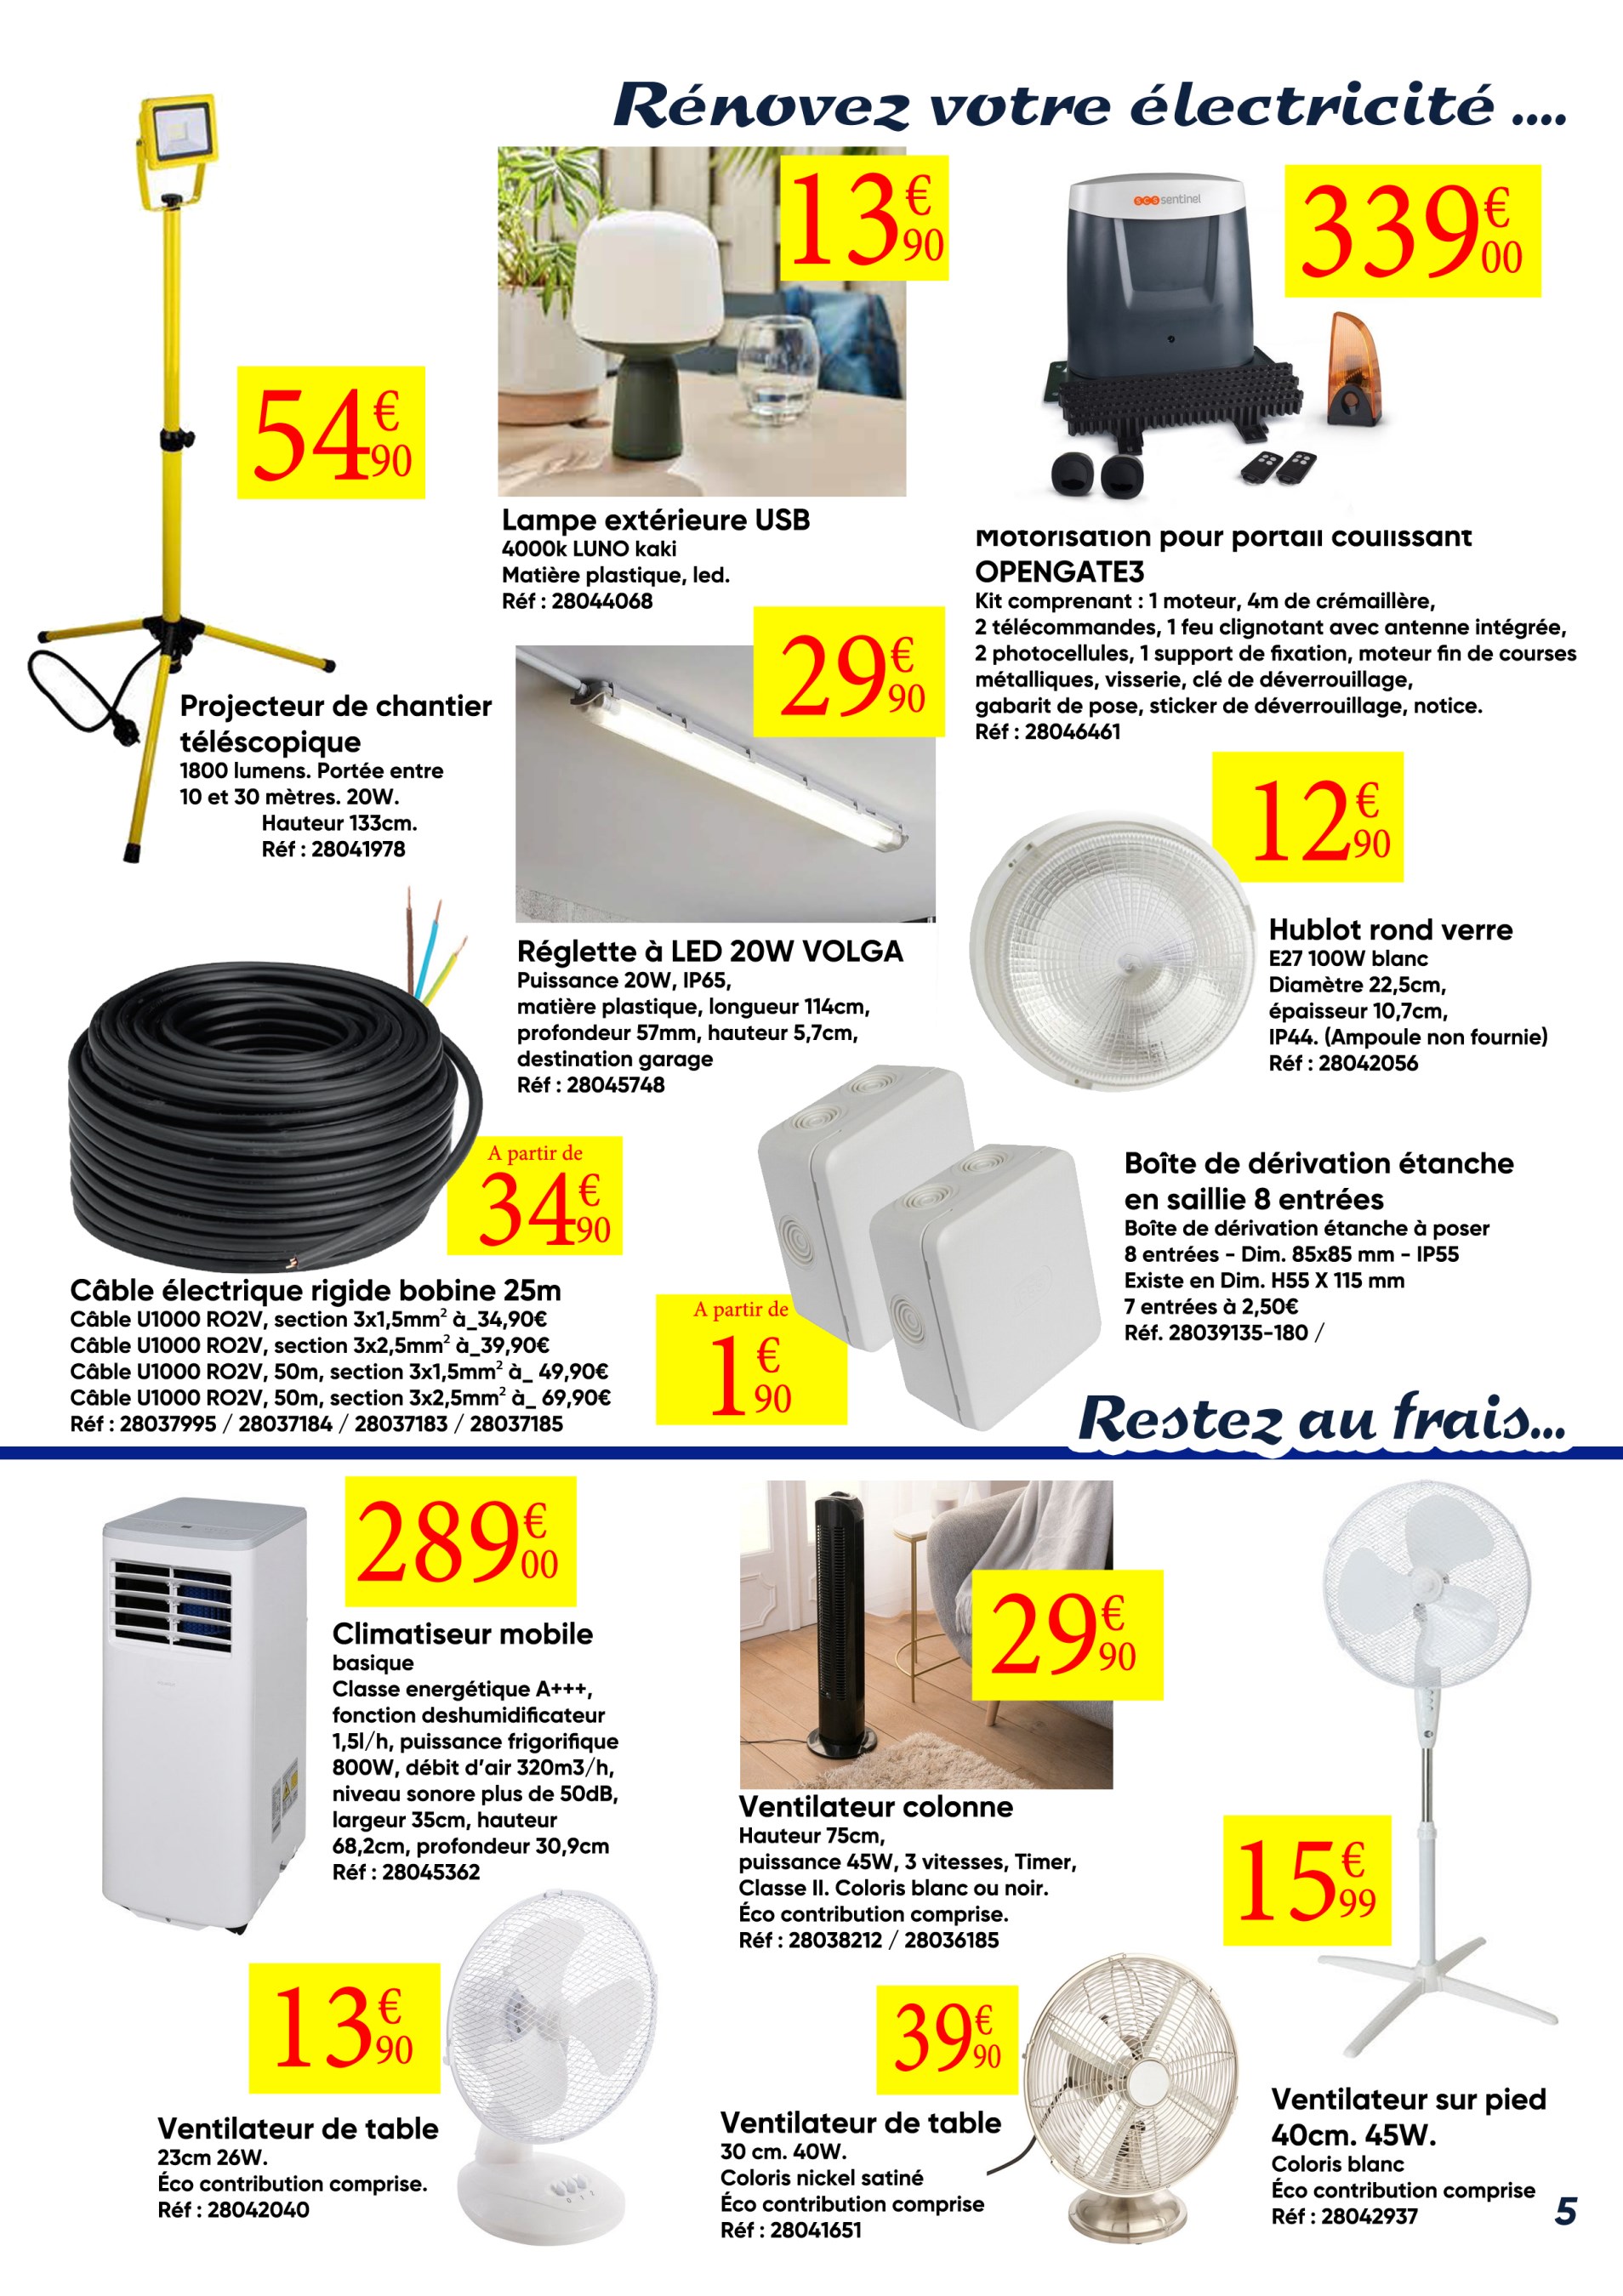 Rénovez votre électricité ....
54€90
Projecteur de chantier
téléscopique
1800 lumens. Portée entre
10 et 30 mètres. 20W.
Hauteur 133cm.
Réf : 28041978
13€90
Lampe extérieure USB
4000k LUNO kaki
Matière plastique, led.
Réf : 28044068
scs sentinel
339€00
Motorisation pour portail coulissant
OPENGATE3
Kit comprenant : 1 moteur, 4m de crémaillère,
2 télécommandes, 1 feu clignotant avec antenne intégrée,
2 photocellules, 1 support de fixation, moteur fin de courses
métalliques, visserie, clé de déverrouillage,
gabarit de pose, sticker de déverrouillage, notice.
Réf : 28046461
29€90
Réglette à LED 20W VOLGA
Puissance 20W, IP65,
matière plastique, longueur 114cm,
profondeur 57mm, hauteur 5,7cm,
destination garage
Réf : 28045748
12€90
Hublot rond verre
E27 100W blanc
Diamètre 22,5cm,
épaisseur 10,7cm,
IP44. (Ampoule non fournie)
Réf : 28042056
A partir de
34€90
Câble électrique rigide bobine 25m
Câble U1000 RO2V, section 3x1,5mm² à_34,90€
Câble U1000 RO2V, section 3x2,5mm² à_39,90€
Câble U1000 RO2V, 50m, section 3x1,5mm² à_ 49,90€
Câble U1000 RO2V, 50m, section 3x2,5mm² à_ 69,90€
Réf : 28037995 / 28037184 / 28037183 / 28037185
A partir de
1€90
Boîte de dérivation étanche
en saillie 8 entrées
Boîte de dérivation étanche à poser
8 entrées - Dim. 85x85 mm - IP55
Existe en Dim. H55 X 115 mm
7 entrées à 2,50€
Réf. 28039135-180 /
Restez au frais...
289€00
Climatiseur mobile
basique
Classe energétique A+++,
fonction deshumidificateur
1,5l/h, puissance frigorifique
800W, débit d'air 320m3/h,
niveau sonore plus de 50dB,
largeur 35cm, hauteur
68,2cm, profondeur 30,9cm
Réf : 28045362
29€90
Ventilateur colonne
Hauteur 75cm,
puissance 45W, 3 vitesses, Timer,
Classe II. Coloris blanc ou noir.
Éco contribution comprise.
Réf : 28038212 / 28036185
15€99
Ventilateur sur pied
40cm. 45W.
Coloris blanc
Éco contribution comprise
Réf : 28042937
13€90
Ventilateur de table
23cm 26W.
Éco contribution comprise.
Réf : 28042040
39€90
Ventilateur de table
30 cm. 40W.
Coloris nickel satiné
Éco contribution comprise
Réf : 28041651
5